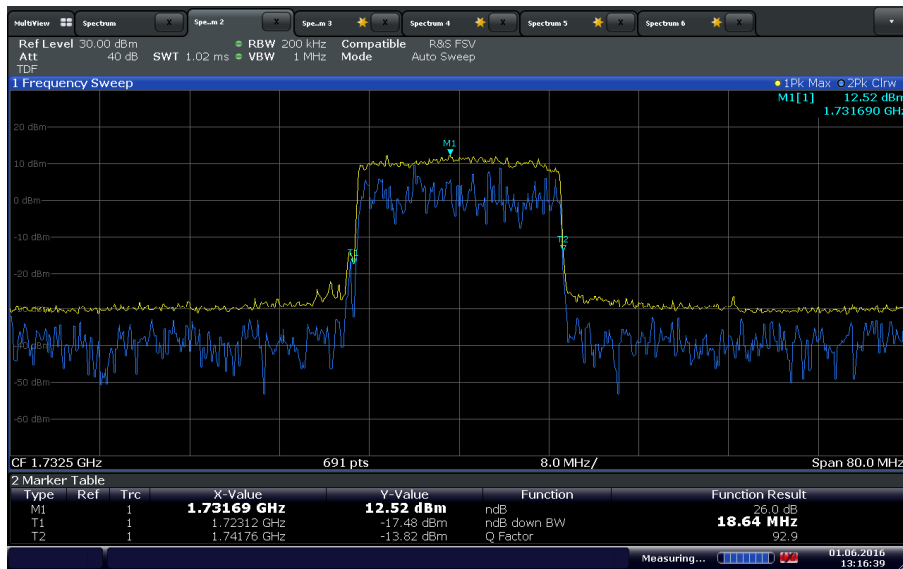 MultiView Spectrum X Spe...m 2 X Spe...m 3 X Spectrum 4 X Spectrum 5 X Spectrum 6 X
Ref Level 30.00 dBm RBW 200 kHz Compatible R&S FSV
Att 40 dB SWT 1.02 ms VBW 1 MHz Mode Auto Sweep
TDF
1 Frequency Sweep 1Pk Max 2Pk Clrw
M1[1] 12.52 dBm
1.731690 GHz
20 dBm
M1
10 dBm
0 dBm
-10 dBm
T2
T1
-20 dBm
-40 dBm
-50 dBm
-60 dBm
CF 1.7325 GHz 691 pts 8.0 MHz/ Span 80.0 MHz
2 Marker Table
Type Ref Trc X-Value Y-Value Function Function Result
M1 1 1.73169 GHz 12.52 dBm ndB 26.0 dB
T1 1 1.72312 GHz -17.48 dBm ndB down BW 18.64 MHz
T2 1 1.74176 GHz -13.82 dBm Q Factor 92.9
Measuring... 01.06.2016
13:16:39